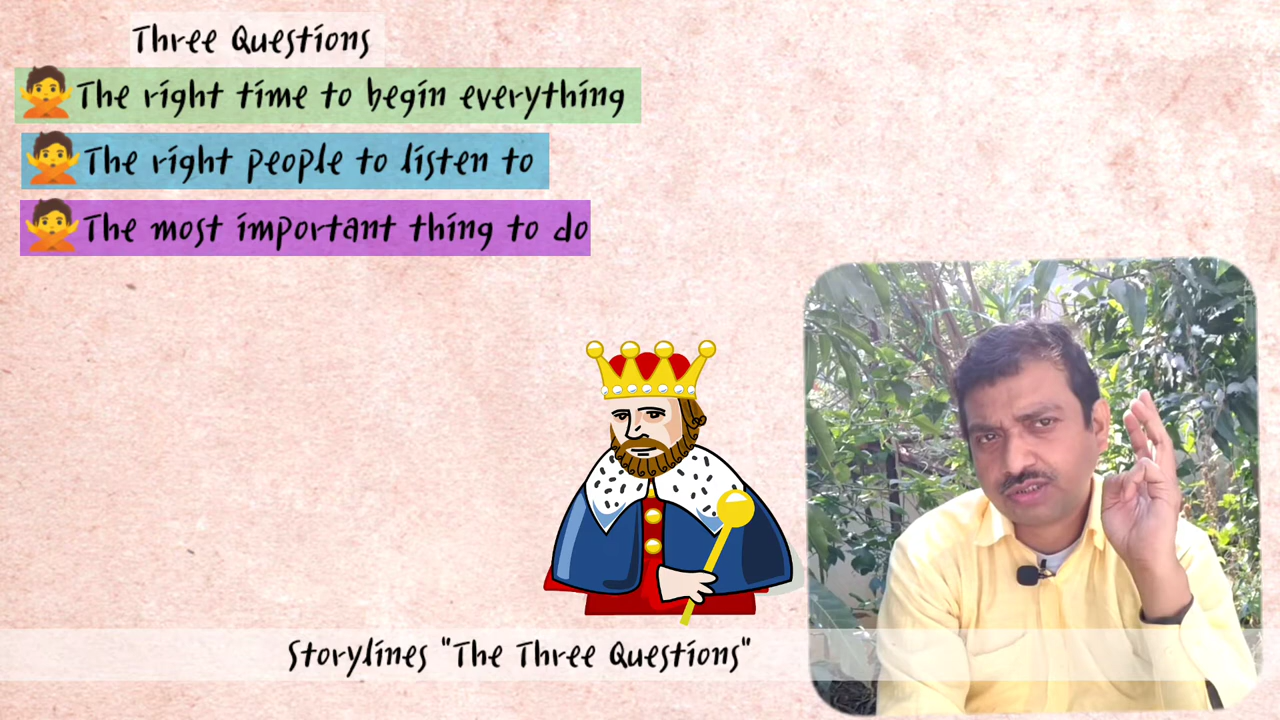 Three Questions
The right time to begin everything
The right people to listen to
The most important thing to do
Storylines "The Three Questions"